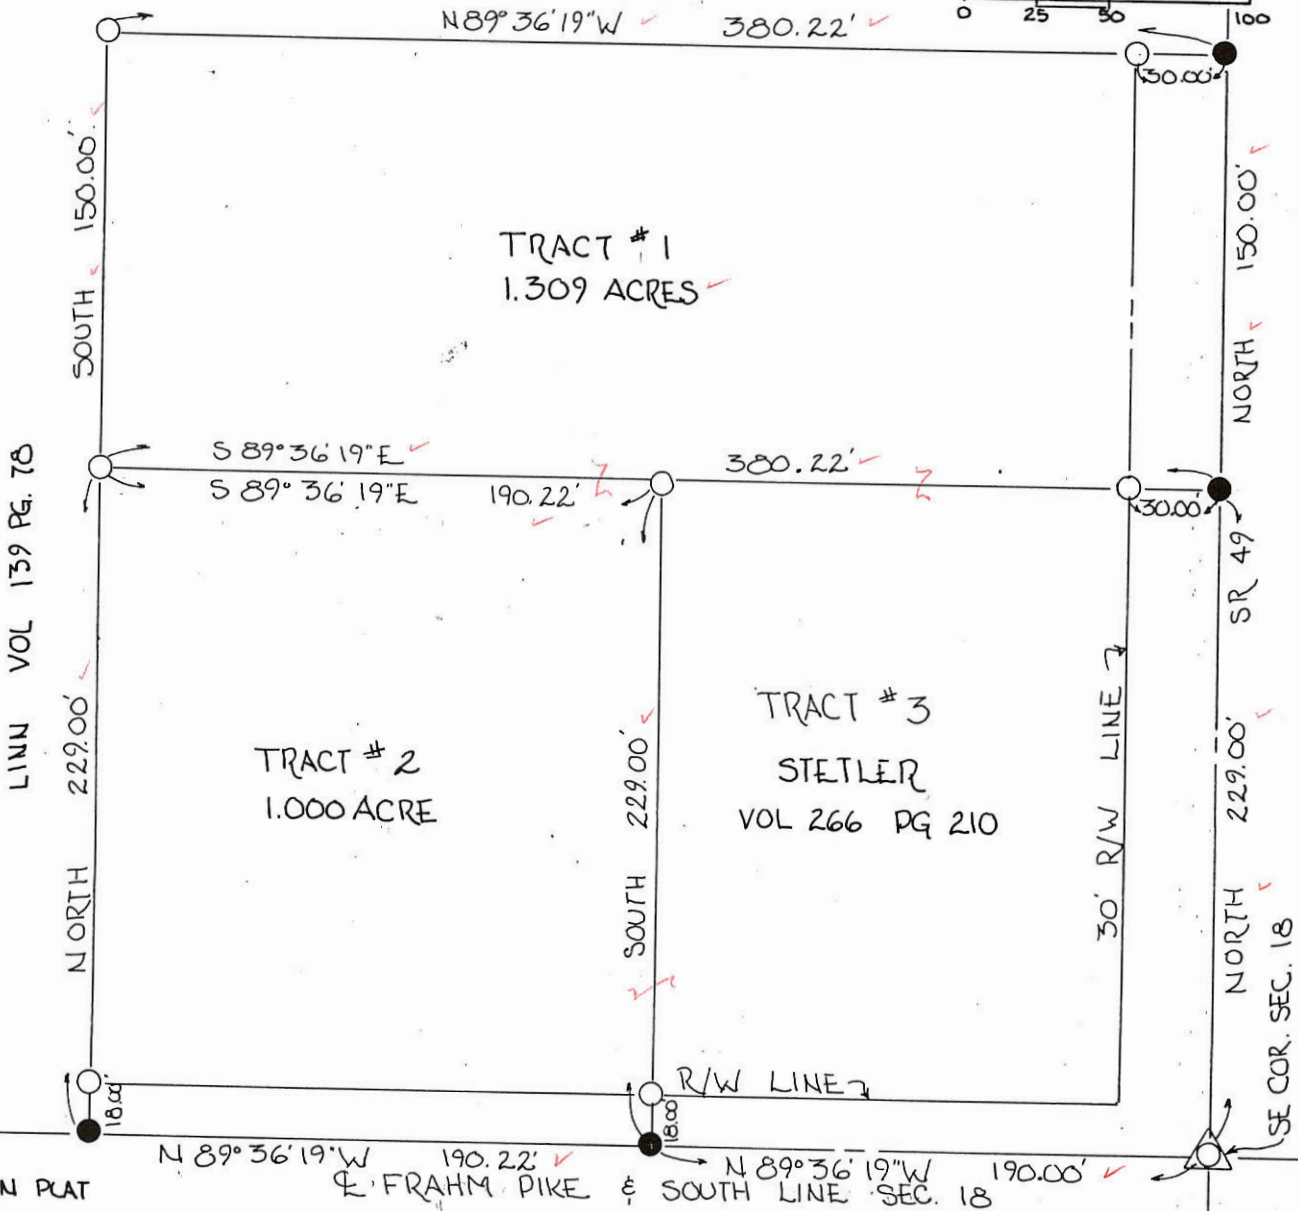 0 25 50 100
N 89° 36' 19" W 380.22'
30.00'
SOUTH 150.00'
NORTH 150.00'
TRACT # 1
1.309 ACRES
S 89° 36' 19" E 380.22'
S 89° 36' 19" E 190.22'
30.00'
LINN VOL 139 PG. 78
NORTH 229.00'
TRACT # 2
1.000 ACRE
SOUTH 229.00'
TRACT # 3
STETLER
VOL 266 PG 210
30' R/W LINE
SR 49
NORTH 229.00'
SE COR. SEC. 18
R/W LINE
18.00'
18.00'
N 89° 36' 19" W 190.22'
N 89° 36' 19" W 190.00'
N PLAT
℄ FRAHM PIKE & SOUTH LINE SEC. 18